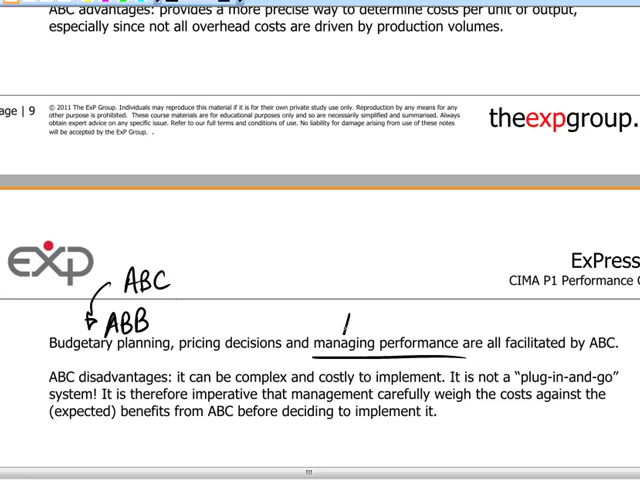 ABC advantages: provides a more precise way to determine costs per unit of output,
especially since not all overhead costs are driven by production volumes.
age | 9
© 2011 The ExP Group. Individuals may reproduce this material if it is for their own private study use only. Reproduction by any means for any
other purpose is prohibited. These course materials are for educational purposes only and so are necessarily simplified and summarised. Always
obtain expert advice on any specific issue. Refer to our full terms and conditions of use. No liability for damage arising from use of these notes
will be accepted by the ExP Group. .
theexpgroup.
exp
ExPress
CIMA P1 Performance
ABC
ABB
Budgetary planning, pricing decisions and managing performance are all facilitated by ABC.
ABC disadvantages: it can be complex and costly to implement. It is not a “plug-in-and-go”
system! It is therefore imperative that management carefully weigh the costs against the
(expected) benefits from ABC before deciding to implement it.